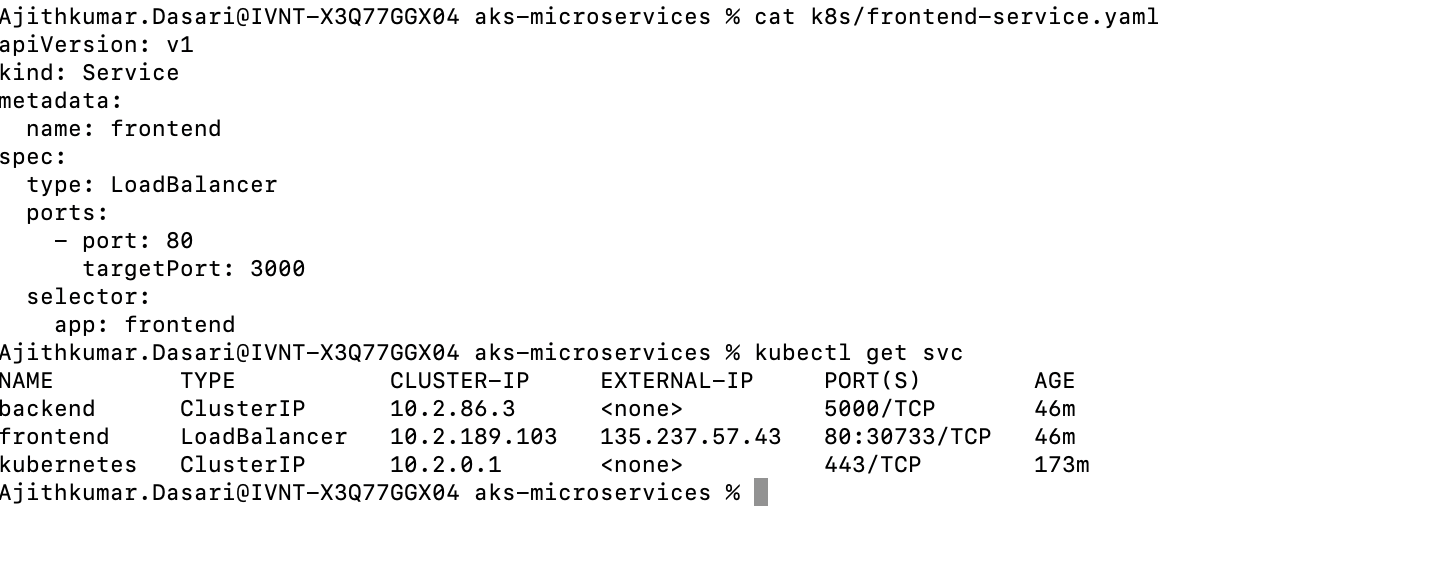 Ajithkumar.Dasari@IVNT-X3Q77GGX04 aks-microservices % cat k8s/frontend-service.yaml
apiVersion: v1
kind: Service
metadata:
  name: frontend
spec:
  type: LoadBalancer
  ports:
    - port: 80
      targetPort: 3000
  selector:
    app: frontend
Ajithkumar.Dasari@IVNT-X3Q77GGX04 aks-microservices % kubectl get svc
NAME         TYPE           CLUSTER-IP     EXTERNAL-IP     PORT(S)        AGE
backend      ClusterIP      10.2.86.3      <none>          5000/TCP       46m
frontend     LoadBalancer   10.2.189.103   135.237.57.43   80:30733/TCP   46m
kubernetes   ClusterIP      10.2.0.1       <none>          443/TCP        173m
Ajithkumar.Dasari@IVNT-X3Q77GGX04 aks-microservices %